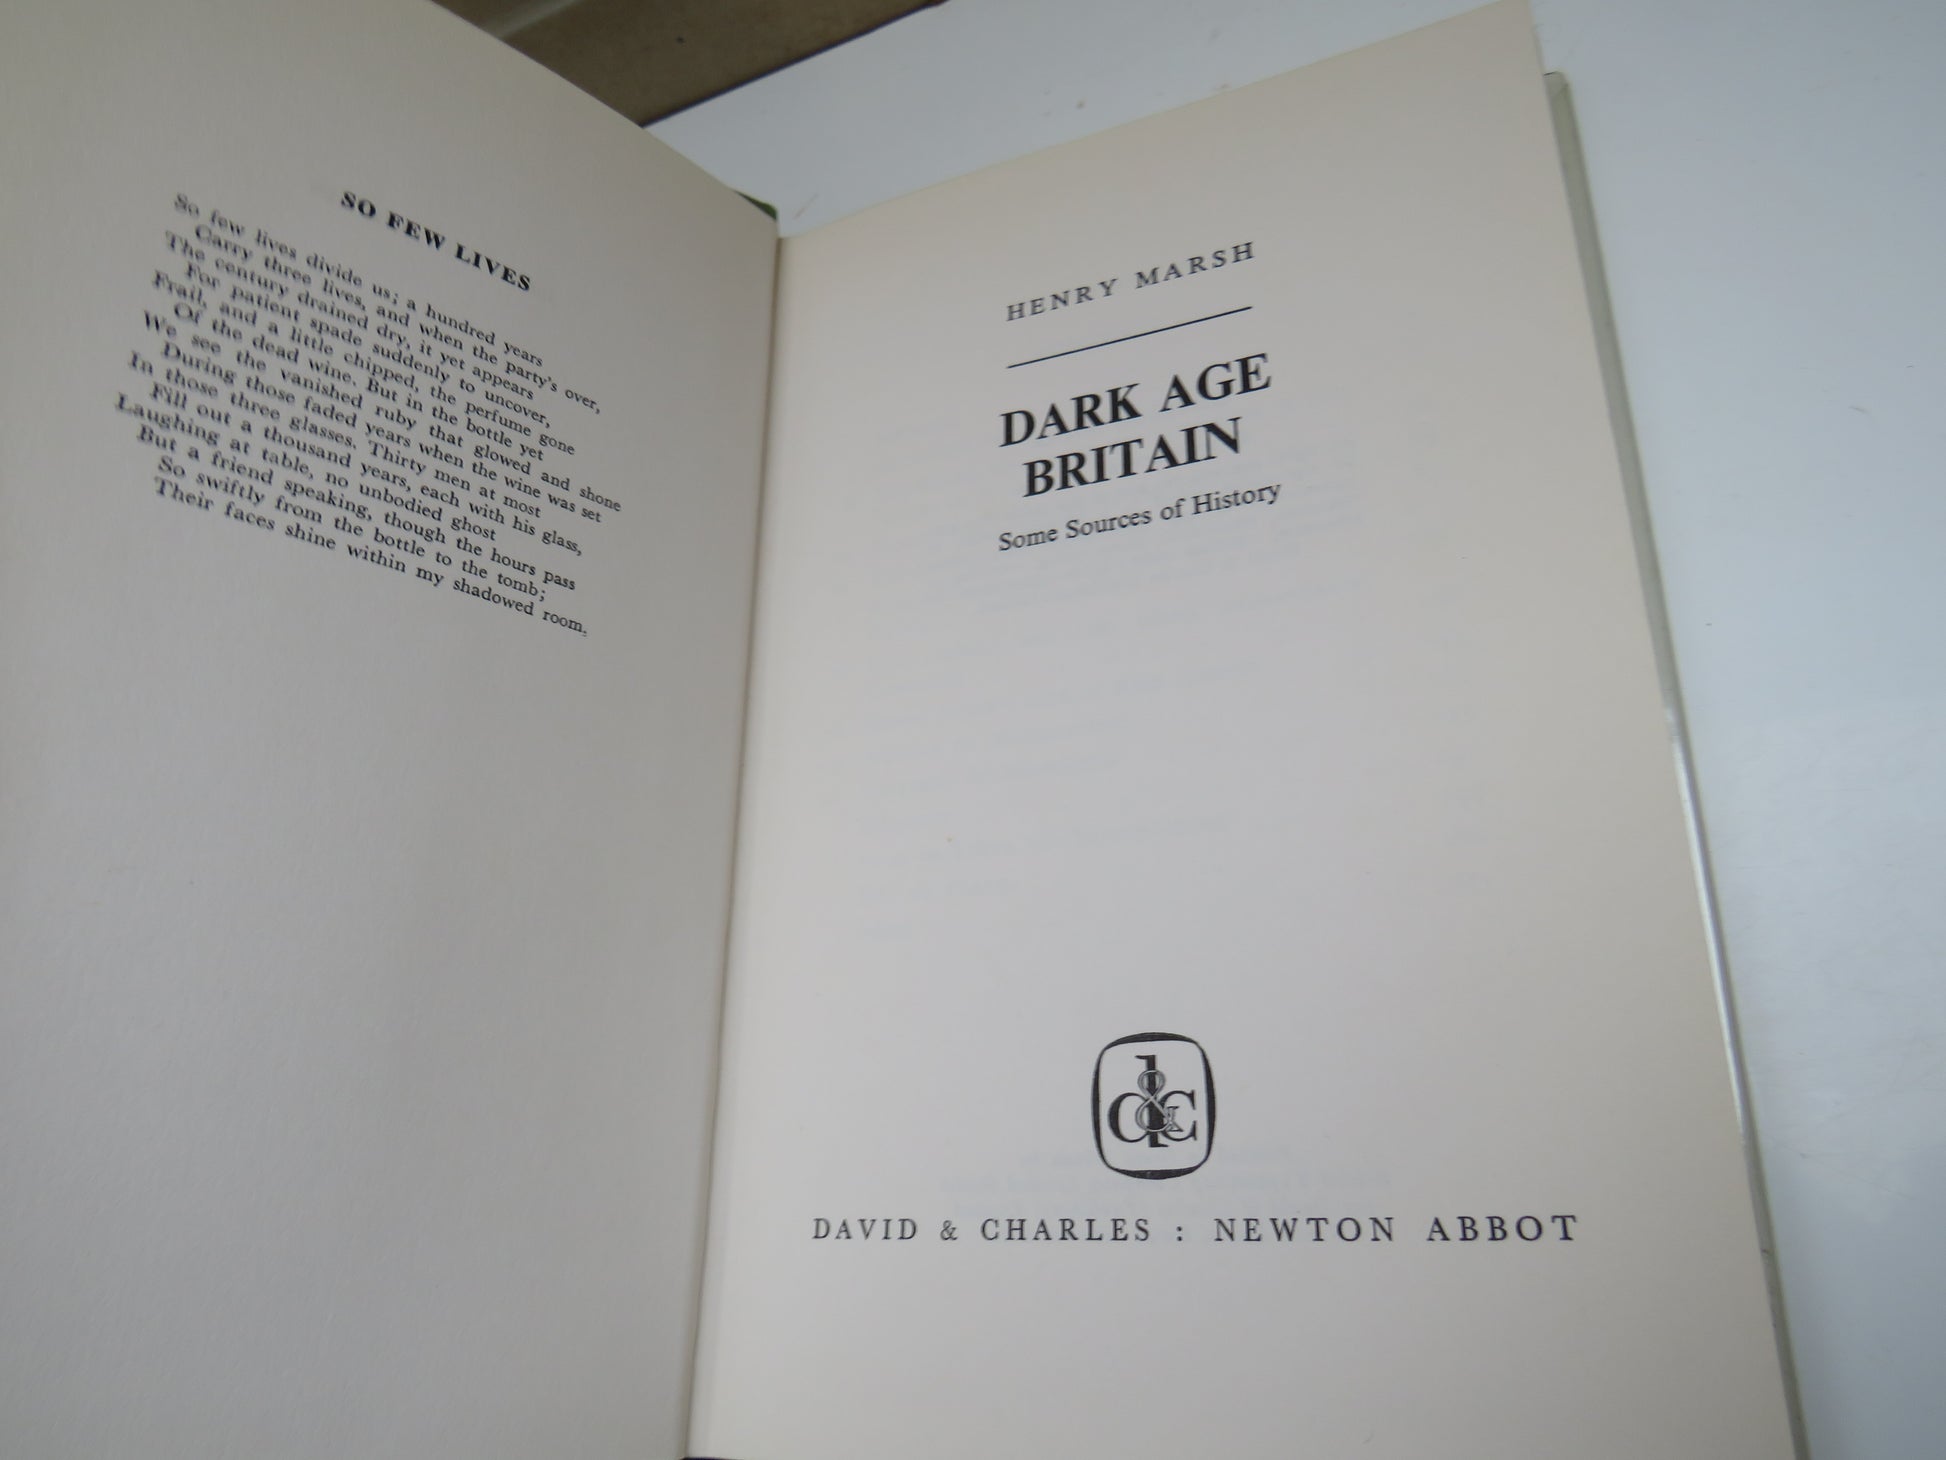 SO FEW LIVES
So few lives divide us; a hundred years
Carry three lives, and when the party's over,
The century drained dry, it yet appears
For patient spade suddenly to uncover,
Frail, and a little chipped, the perfume gone
Of the dead wine. But in the bottle yet
We see the vanished ruby that glowed and shone
During those faded years when the wine was set
In those three glasses. Thirty men at most
Fill out a thousand years, each with his glass,
Laughing at table, no unbodied ghost
But a friend speaking, though the hours pass
So swiftly from the bottle to the tomb;
Their faces shine within my shadowed room.
HENRY MARSH
DARK AGE
BRITAIN
Some Sources of History
d&c
DAVID & CHARLES : NEWTON ABBOT